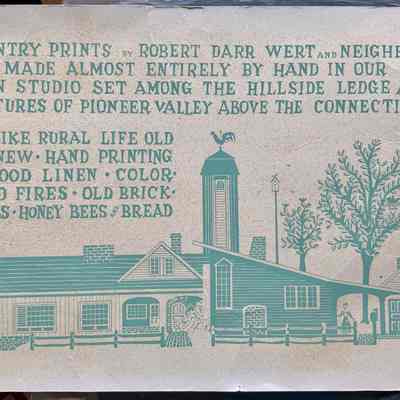 NTRY PRINTS BY ROBERT DARR WERT AND NEIGHB
MADE ALMOST ENTIRELY BY HAND IN OUR
N STUDIO SET AMONG THE HILLSIDE LEDGE A
TURES OF PIONEER VALLEY ABOVE THE CONNECTI
IKE RURAL LIFE OLD
NEW · HAND PRINTING
OOD LINEN · COLOR ·
D FIRES · OLD BRICK ·
S · HONEY BEES & BREAD